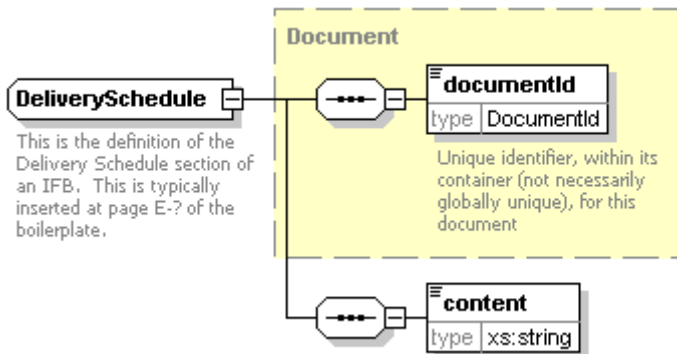 Document
DeliverySchedule
This is the definition of the
Delivery Schedule section of
an IFB. This is typically
inserted at page E-? of the
boilerplate.
documentId
type DocumentId
Unique identifier, within its
container (not necessarily
globally unique), for this
document
content
type xs:string